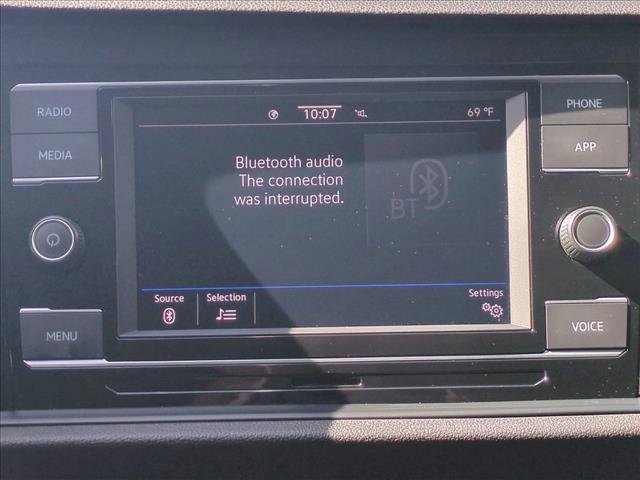 RADIO
MEDIA
MENU
10:07
69 °F
Bluetooth audio
The connection
was interrupted.
BT
Source
Selection
Settings
PHONE
APP
VOICE